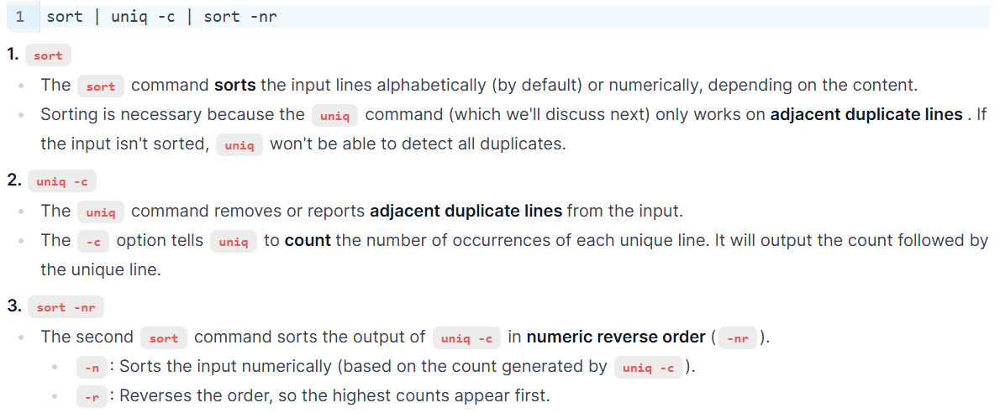 1 sort | uniq -c | sort -nr
1. sort
The sort command sorts the input lines alphabetically (by default) or numerically, depending on the content.
Sorting is necessary because the uniq command (which we'll discuss next) only works on adjacent duplicate lines . If
the input isn't sorted, uniq won't be able to detect all duplicates.
2. uniq -c
The uniq command removes or reports adjacent duplicate lines from the input.
The -c option tells uniq to count the number of occurrences of each unique line. It will output the count followed by
the unique line.
3. sort -nr
The second sort command sorts the output of uniq -c in numeric reverse order ( -nr ).
-n : Sorts the input numerically (based on the count generated by uniq -c ).
-r : Reverses the order, so the highest counts appear first.